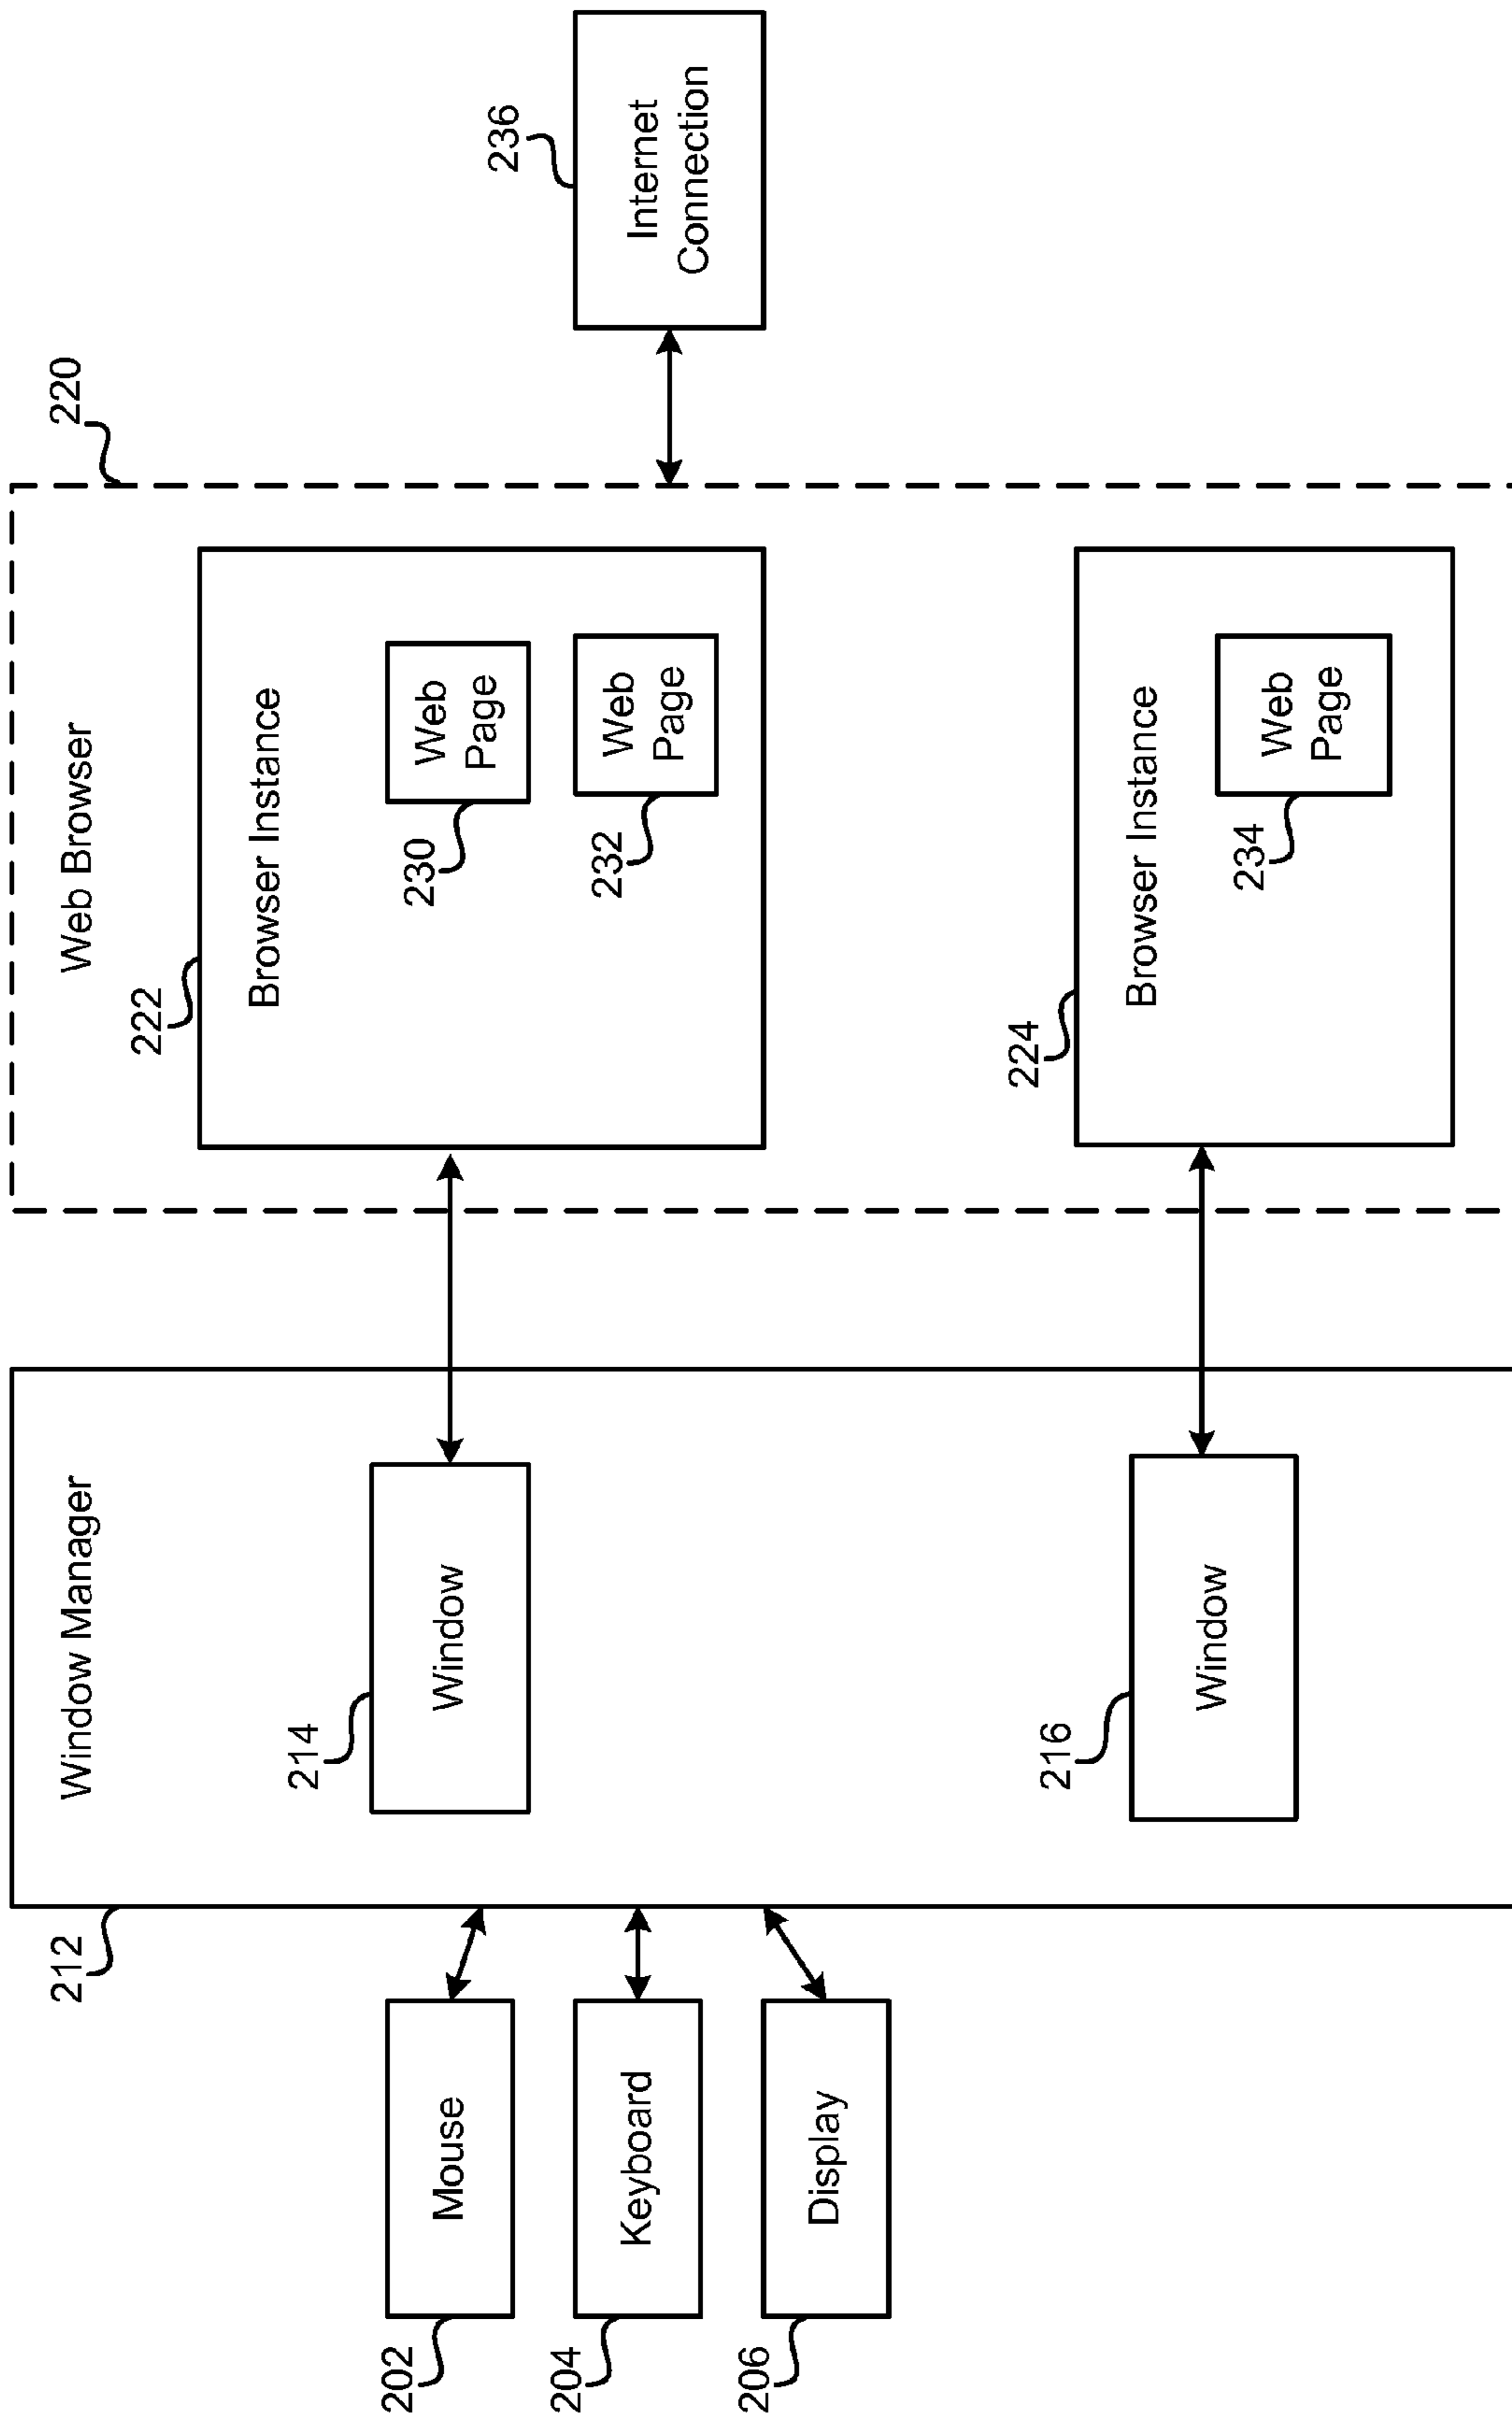 Window Manager
Web Browser
212
220
222
Browser Instance
214
Window
230
Web
Page
232
Web
Page
202
Mouse
204
Keyboard
206
Display
236
Internet
Connection
216
Window
224
Browser Instance
234
Web
Page